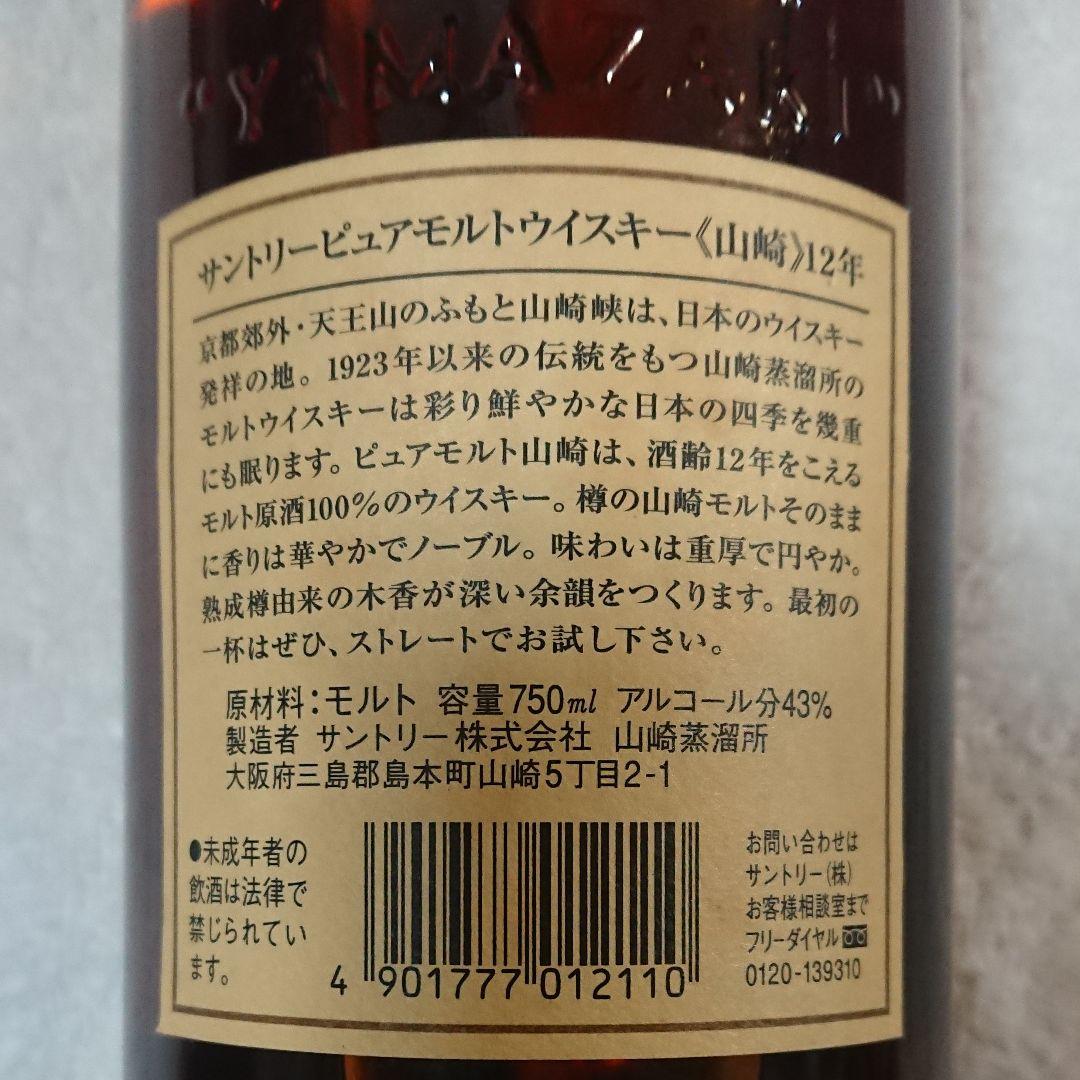 "YAMAZAKI"
サントリーピュアモルトウイスキー《山崎》12年
京都郊外・天王山のふもと山崎峡は、日本のウイスキー
発祥の地。1923年以来の伝統をもつ山崎蒸溜所の
モルトウイスキーは彩り鮮やかな日本の四季を幾重
にも眠ります。ピュアモルト山崎は、酒齢12年をこえる
モルト原酒100%のウイスキー。樽の山崎モルトそのまま
に香りは華やかでノーブル。味わいは重厚で円やか。
熟成樽由来の木香が深い余韻をつくります。最初の
一杯はぜひ、ストレートでお試し下さい。
原材料：モルト 容量750ml アルコール分43%
製造者 サントリー株式会社 山崎蒸溜所
大阪府三島郡島本町山崎5丁目2-1
●未成年者の
飲酒は法律で
禁じられてい
ます。
4 901777 012110
お問い合わせは
サントリー(株)
お客様相談室まで
フリーダイヤル
0120-139310